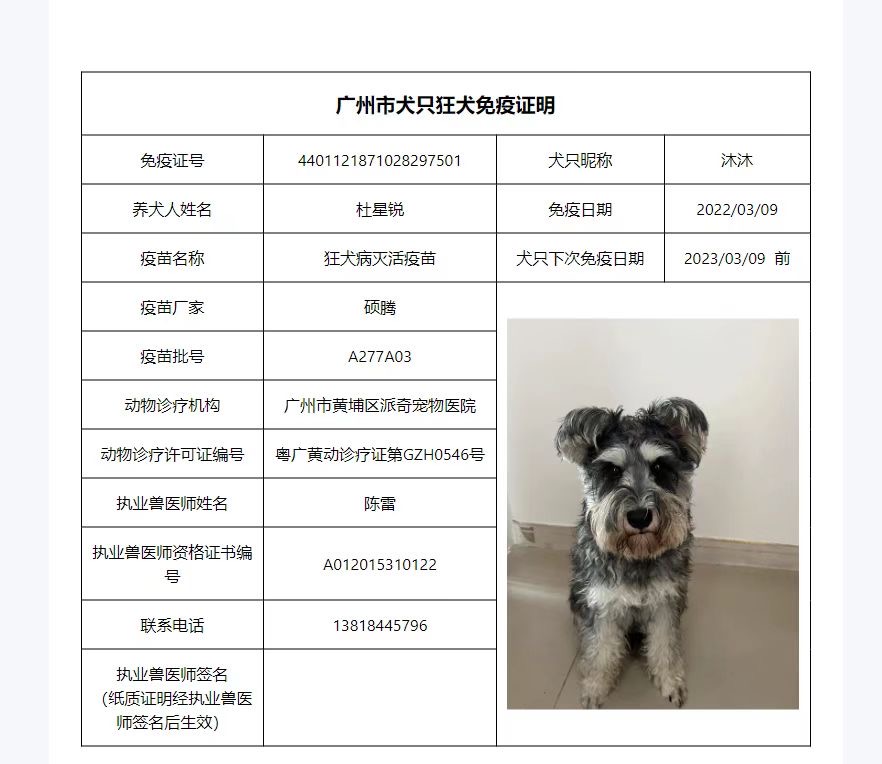 广州市犬只狂犬免疫证明
免疫证号 4401121871028297501 犬只昵称 沐沐
养犬人姓名 杜星锐 免疫日期 2022/03/09
疫苗名称 狂犬病灭活疫苗 犬只下次免疫日期 2023/03/09 前
疫苗厂家 硕腾
疫苗批号 A277A03
动物诊疗机构 广州市黄埔区派奇宠物医院
动物诊疗许可证编号 粤广黄动诊疗证第GZH0546号
执业兽医师姓名 陈雷
执业兽医师资格证书编
号 A012015310122
联系电话 13818445796
执业兽医师签名
（纸质证明经执业兽医
师签名后生效）